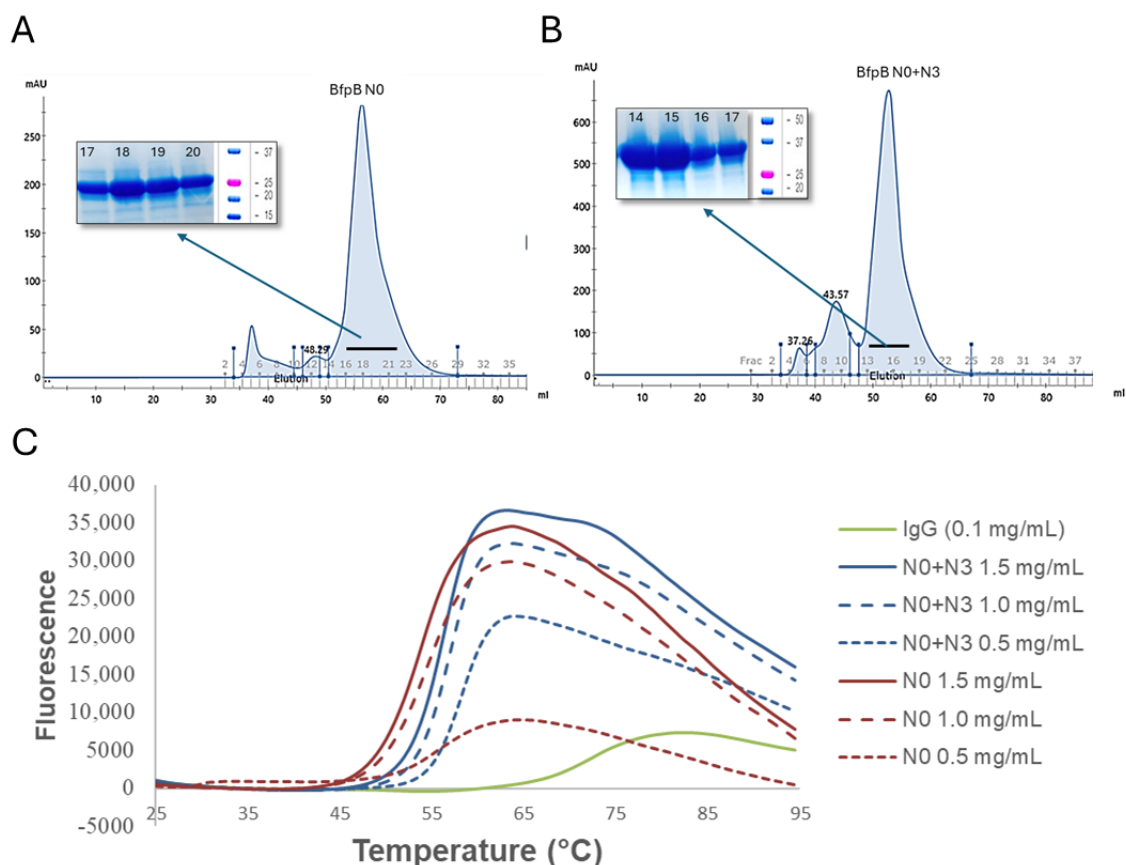 A
mAU
BfpB N0
250
200
150
100
50
0
17 18 19 20
- 37
- 25
- 20
- 15
48.29
2 4 6 8 10 12 14 16 18 21 23 26 29 32 35
Elution
0 10 20 30 40 50 60 70 80 ml
B
mAU
BfpB N0+N3
600
500
400
300
200
100
0
14 15 16 17
- 50
- 37
- 25
- 20
43.57
37.26
Frac 2 4 6 8 10 12 14 16 17 19 21 23 25 28 31 34 37
Elution
0 10 20 30 40 50 60 70 80 ml
C
Fluorescence
40,000
35,000
30,000
25,000
20,000
15,000
10,000
5000
0
-5000
25 35 45 55 65 75 85 95
Temperature (°C)
IgG (0.1 mg/mL)
N0+N3 1.5 mg/mL
N0+N3 1.0 mg/mL
N0+N3 0.5 mg/mL
N0 1.5 mg/mL
N0 1.0 mg/mL
N0 0.5 mg/mL